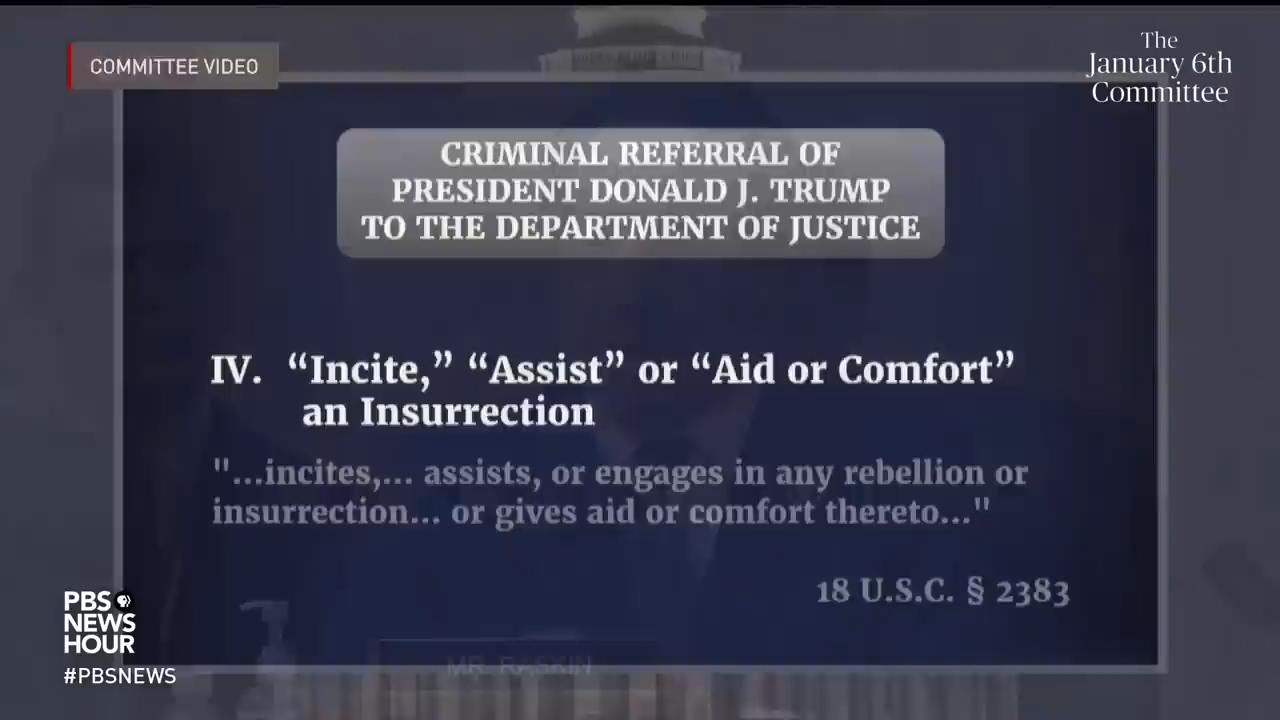 COMMITTEE VIDEO
The
January 6th
Committee
CRIMINAL REFERRAL OF
PRESIDENT DONALD J. TRUMP
TO THE DEPARTMENT OF JUSTICE
IV. “Incite,” “Assist” or “Aid or Comfort”
an Insurrection
"...incites,... assists, or engages in any rebellion or
insurrection... or gives aid or comfort thereto..."
18 U.S.C. § 2383
MR. RASKIN
PBS
NEWS
HOUR
#PBSNEWS